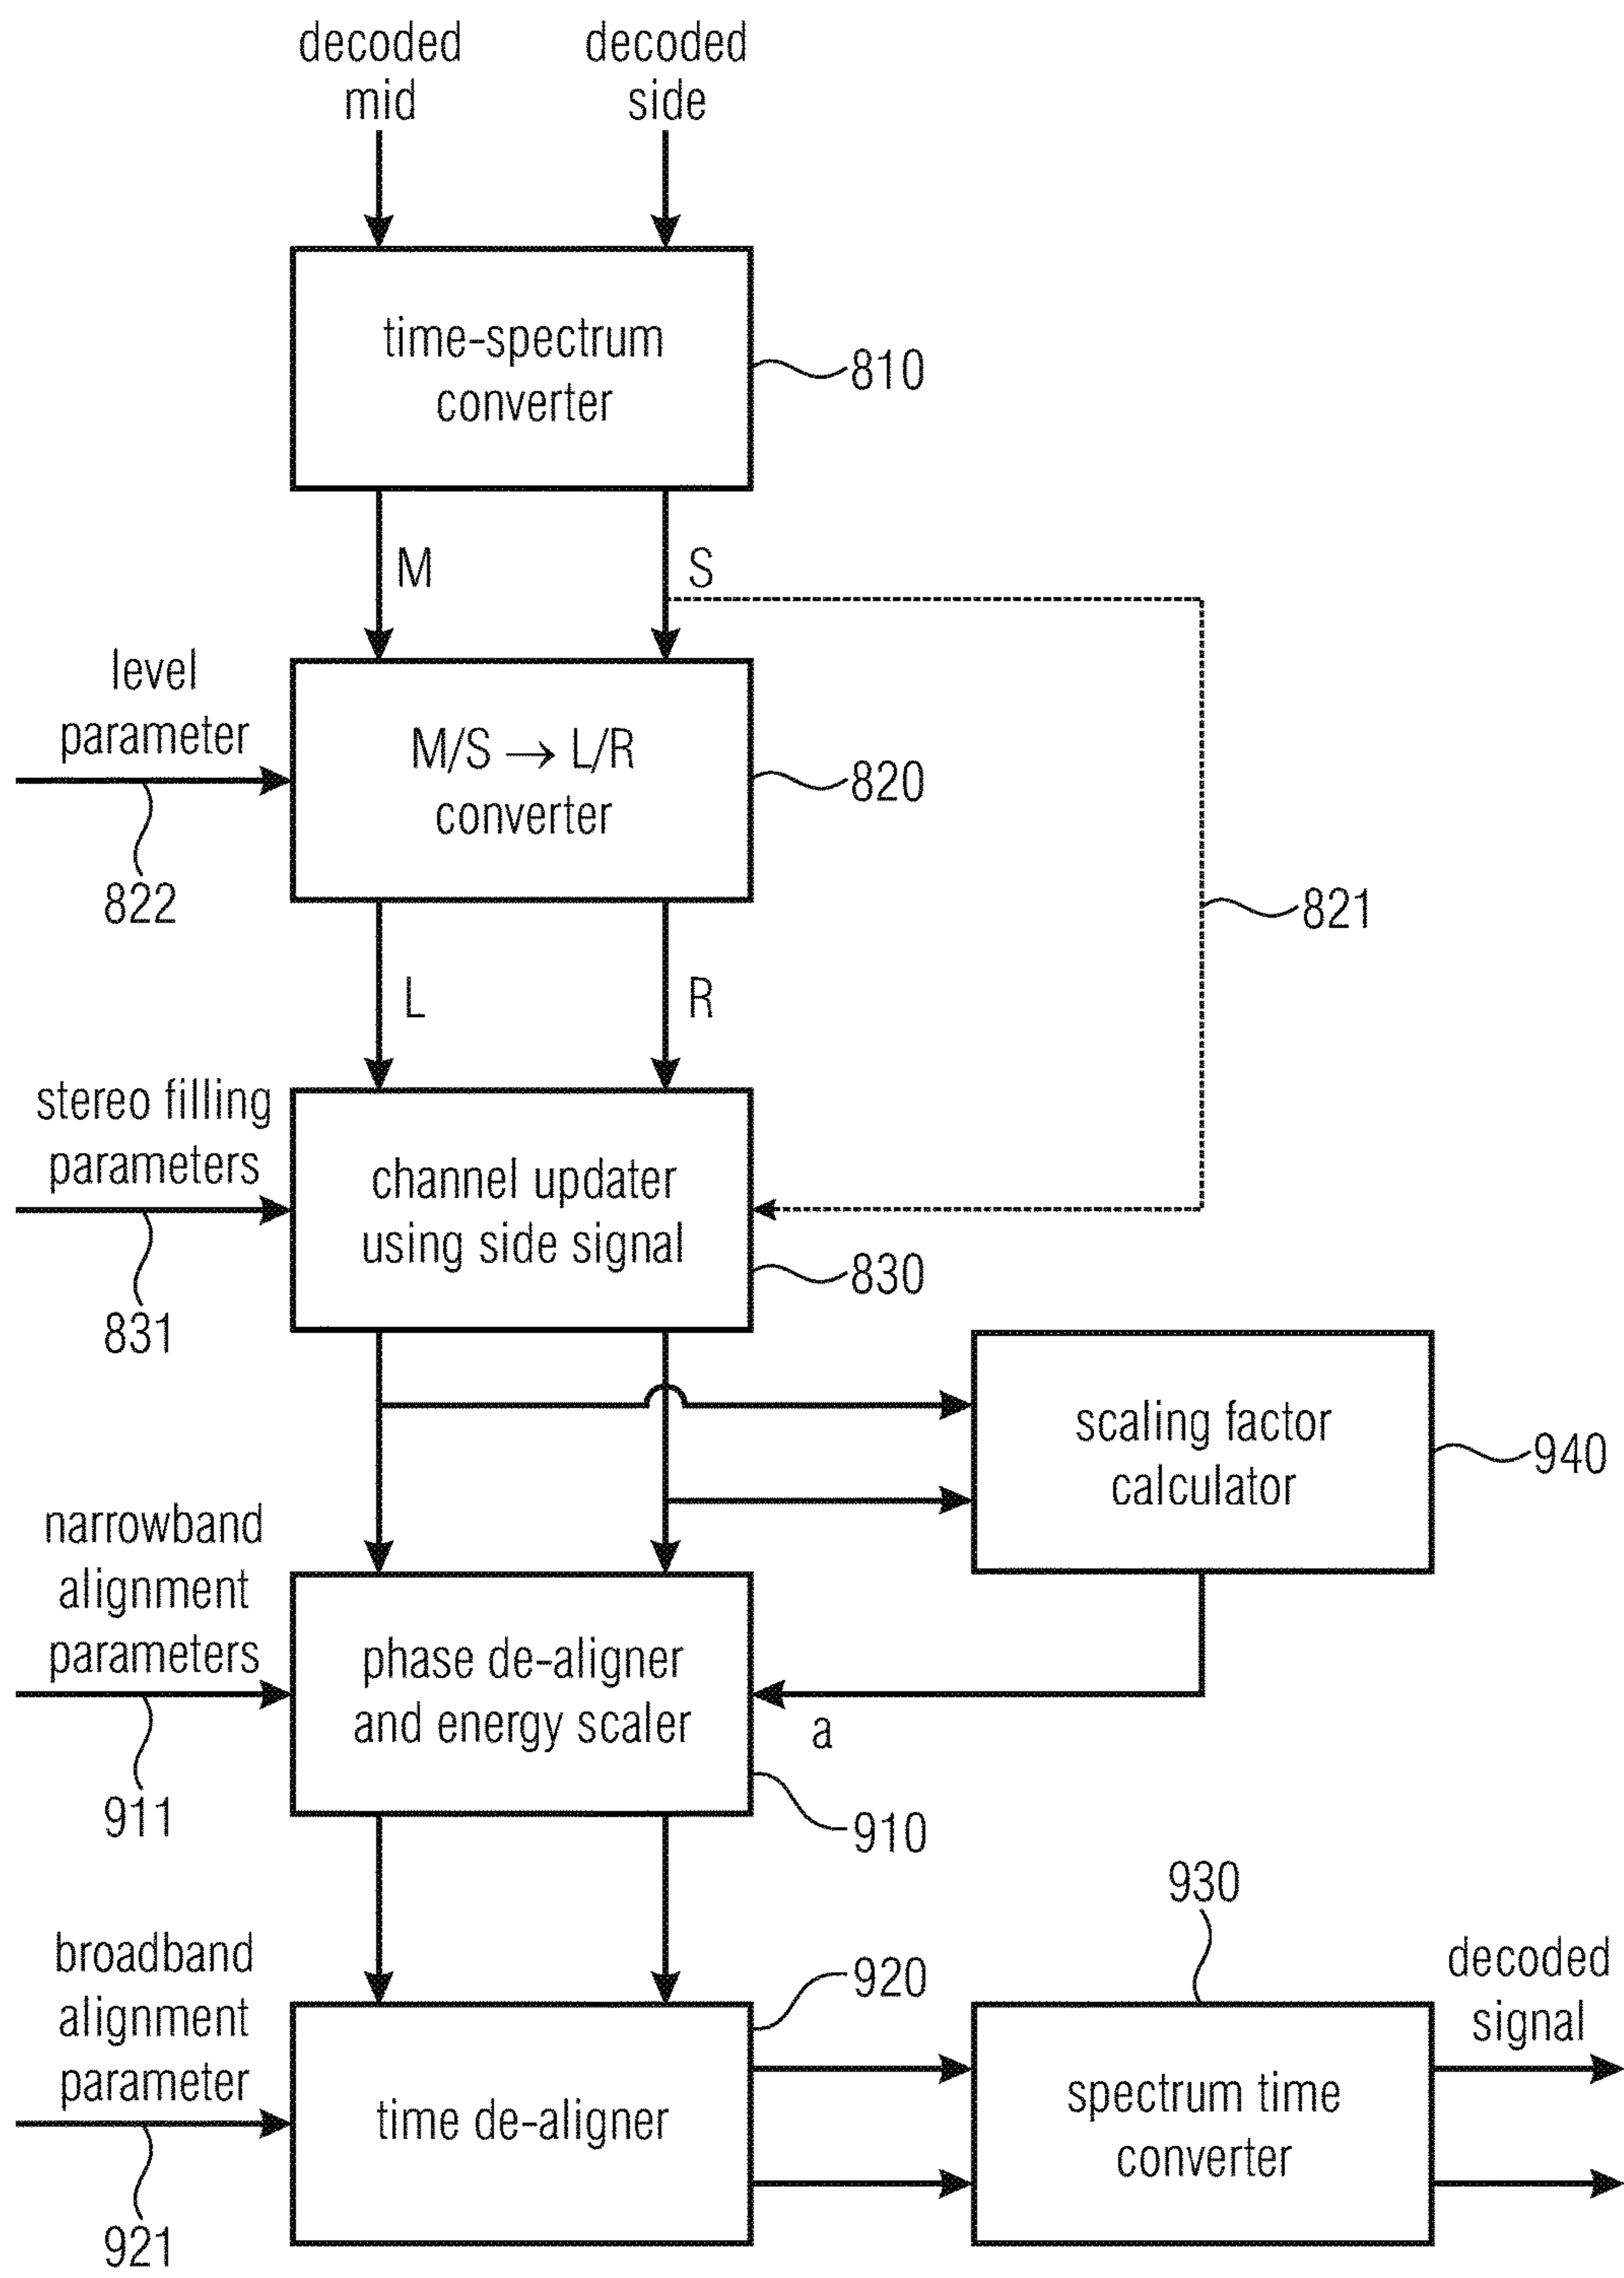 decoded
mid
decoded
side
time-spectrum
converter
810
M
S
level
parameter
822
M/S → L/R
converter
820
821
L
R
stereo filling
parameters
831
channel updater
using side signal
830
scaling factor
calculator
940
narrowband
alignment
parameters
911
phase de-aligner
and energy scaler
a
910
broadband
alignment
parameter
921
time de-aligner
920
930
spectrum time
converter
decoded
signal